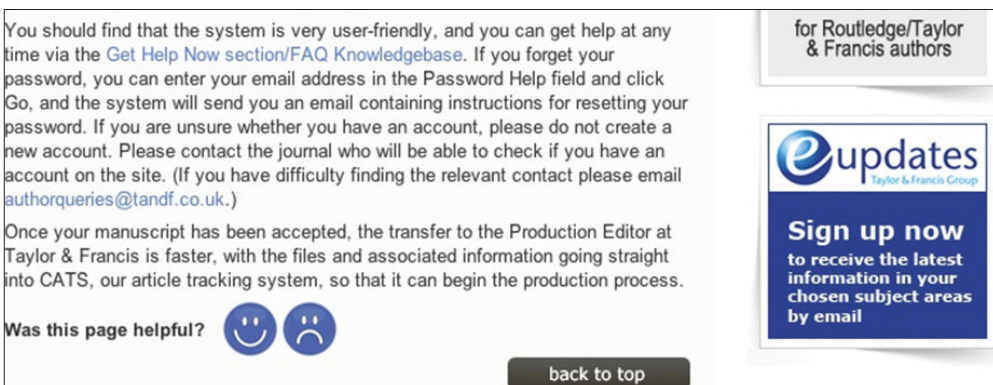 You should find that the system is very user-friendly, and you can get help at any
time via the Get Help Now section/FAQ Knowledgebase. If you forget your
password, you can enter your email address in the Password Help field and click
Go, and the system will send you an email containing instructions for resetting your
password. If you are unsure whether you have an account, please do not create a
new account. Please contact the journal who will be able to check if you have an
account on the site. (If you have difficulty finding the relevant contact please email
authorqueries@tandf.co.uk.)
Once your manuscript has been accepted, the transfer to the Production Editor at
Taylor & Francis is faster, with the files and associated information going straight
into CATS, our article tracking system, so that it can begin the production process.
Was this page helpful?
back to top
for Routledge/Taylor
& Francis authors
eupdates
Taylor & Francis Group
Sign up now
to receive the latest
information in your
chosen subject areas
by email